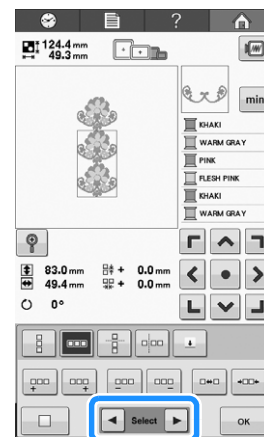 ?
124.4 mm
49.3 mm
min
KHAKI
WARM GRAY
PINK
FLESH PINK
KHAKI
WARM GRAY
83.0 mm + 0.0 mm
49.4 mm + 0.0 mm
0°
+ + − −
Select
OK